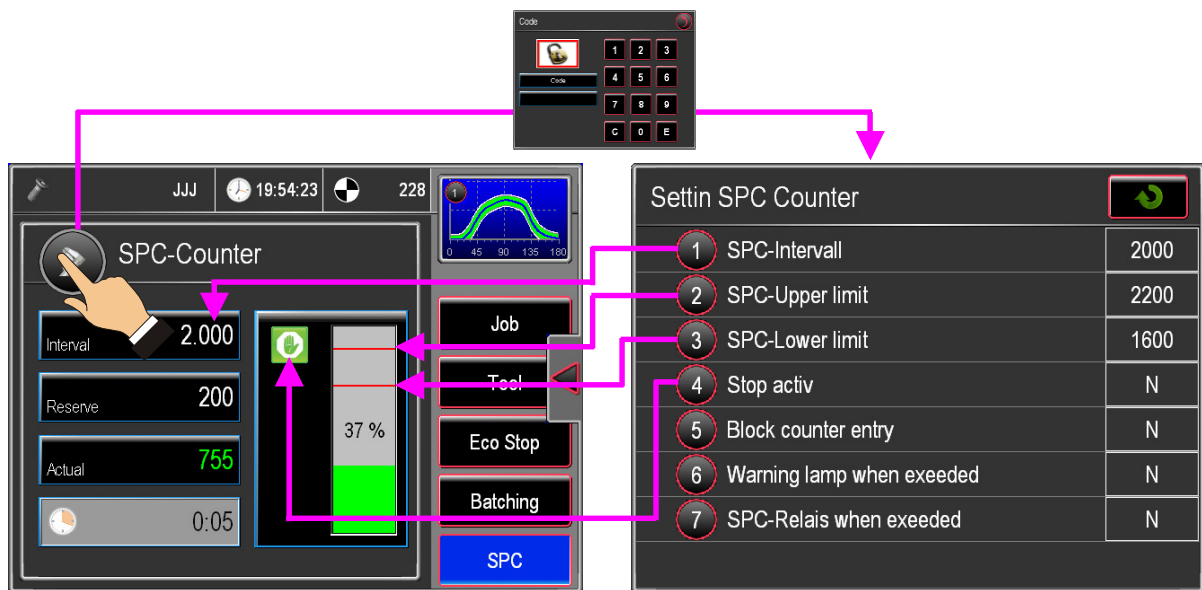 Code
1 2 3
Code
4 5 6
7 8 9
C 0 E
JJJ 19:54:23 228
1
0 45 90 135 180
SPC-Counter
Interval 2.000
Reserve 200
Actual 755
0:05
37 %
Job
Tool
Eco Stop
Batching
SPC
Settin SPC Counter
1 SPC-Intervall 2000
2 SPC-Upper limit 2200
3 SPC-Lower limit 1600
4 Stop activ N
5 Block counter entry N
6 Warning lamp when exeeded N
7 SPC-Relais when exeeded N